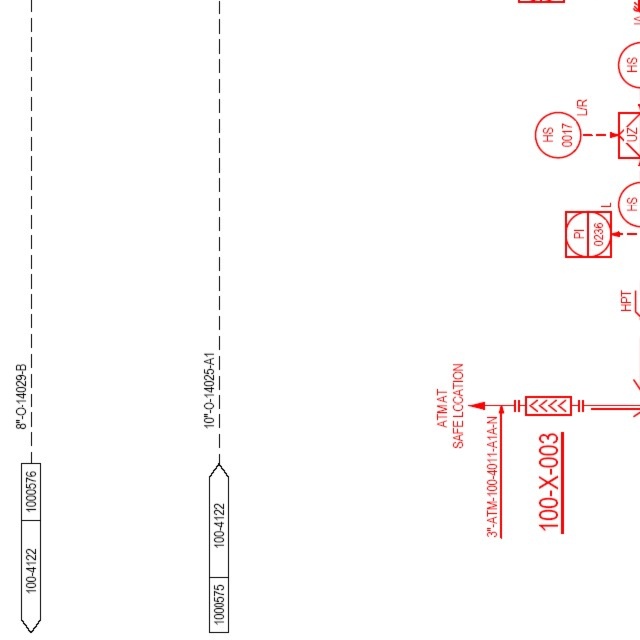 8"-O-14029-B
1000576
100-4122
10"-O-14025-A1
100-4122
1000575
HS
0017
L/R
HS
UZ
HS
L
PI
0236
HPT
ATM AT
SAFE LOCATION
3"-ATM-100-4011-A1A-N
100-X-003